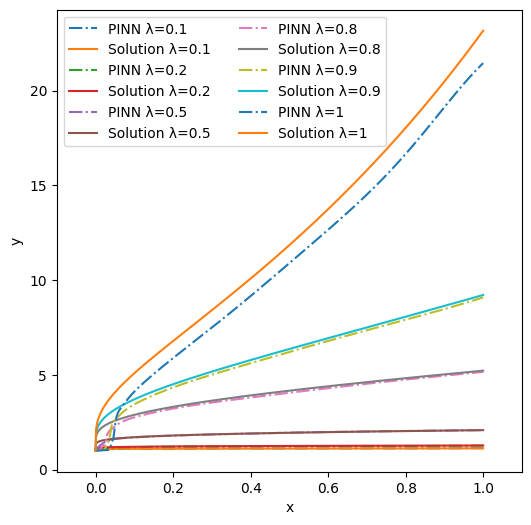 PINN λ=0.1
Solution λ=0.1
PINN λ=0.2
Solution λ=0.2
PINN λ=0.5
Solution λ=0.5
PINN λ=0.8
Solution λ=0.8
PINN λ=0.9
Solution λ=0.9
PINN λ=1
Solution λ=1
20
15
10
5
0
y
0.0 0.2 0.4 0.6 0.8 1.0
x